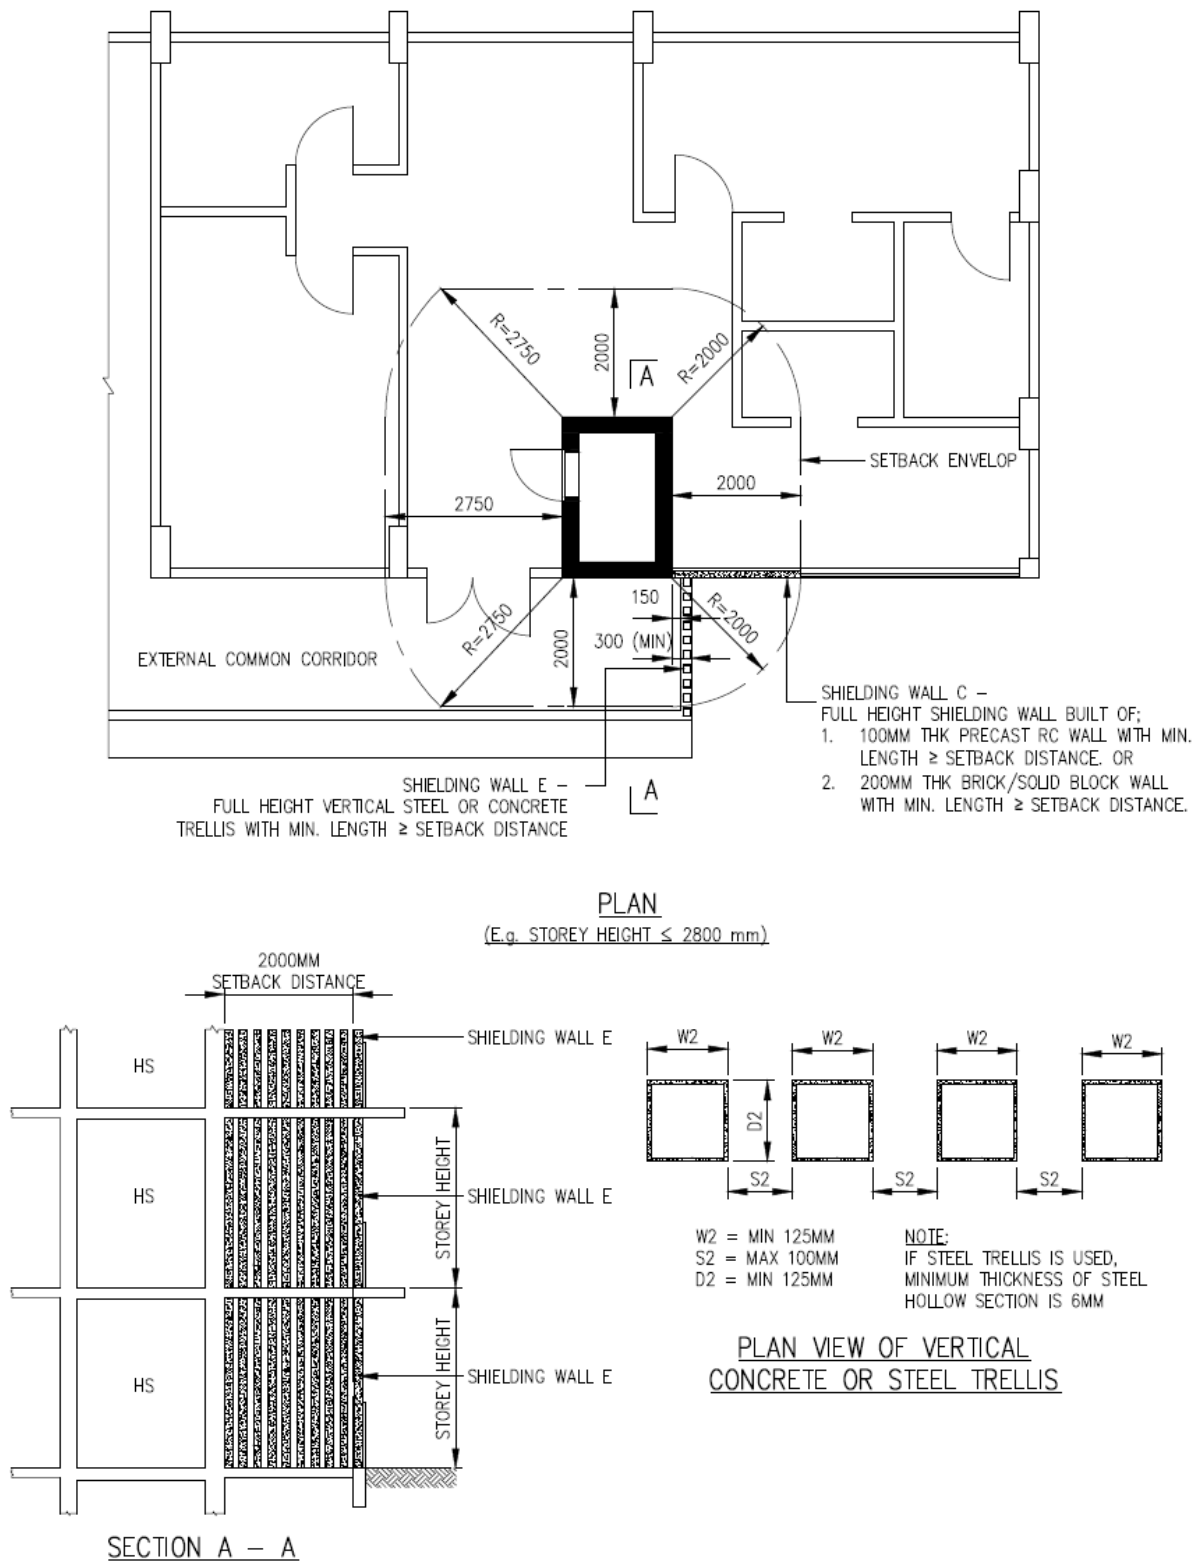 R=2750
2000
R=2000
A
SETBACK ENVELOP
2000
2750
150
R=2000
R=2750
2000
300 (MIN)
EXTERNAL COMMON CORRIDOR
SHIELDING WALL C –
FULL HEIGHT SHIELDING WALL BUILT OF;
1. 100MM THK PRECAST RC WALL WITH MIN.
LENGTH ≥ SETBACK DISTANCE. OR
2. 200MM THK BRICK/SOLID BLOCK WALL
WITH MIN. LENGTH ≥ SETBACK DISTANCE.
SHIELDING WALL E –
FULL HEIGHT VERTICAL STEEL OR CONCRETE
TRELLIS WITH MIN. LENGTH ≥ SETBACK DISTANCE
A
PLAN
(E.g. STOREY HEIGHT ≤ 2800 mm)
2000MM
SETBACK DISTANCE
SHIELDING WALL E
HS
STOREY HEIGHT
HS
SHIELDING WALL E
STOREY HEIGHT
HS
SHIELDING WALL E
SECTION A – A
W2
W2
W2
W2
D2
S2
S2
S2
W2 = MIN 125MM
S2 = MAX 100MM
D2 = MIN 125MM
NOTE:
IF STEEL TRELLIS IS USED,
MINIMUM THICKNESS OF STEEL
HOLLOW SECTION IS 6MM
PLAN VIEW OF VERTICAL
CONCRETE OR STEEL TRELLIS